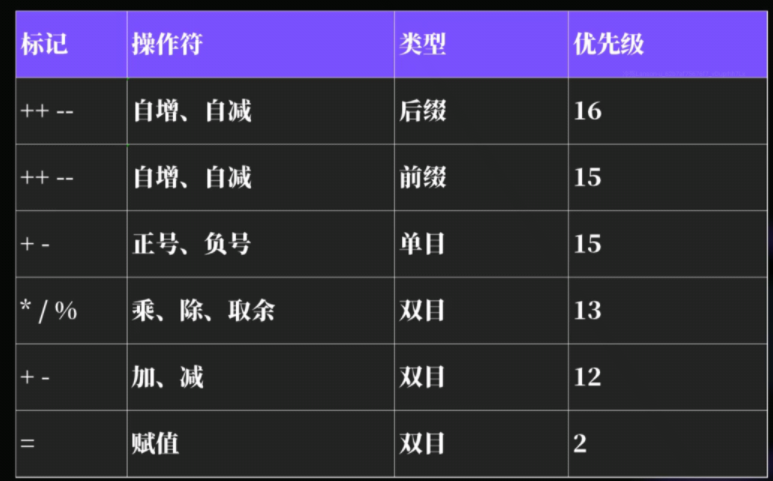 标记 操作符 类型 优先级
++ -- 自增、自减 后缀 16
++ -- 自增、自减 前缀 15
+ - 正号、负号 单目 15
* / % 乘、除、取余 双目 13
+ - 加、减 双目 12
= 赋值 双目 2